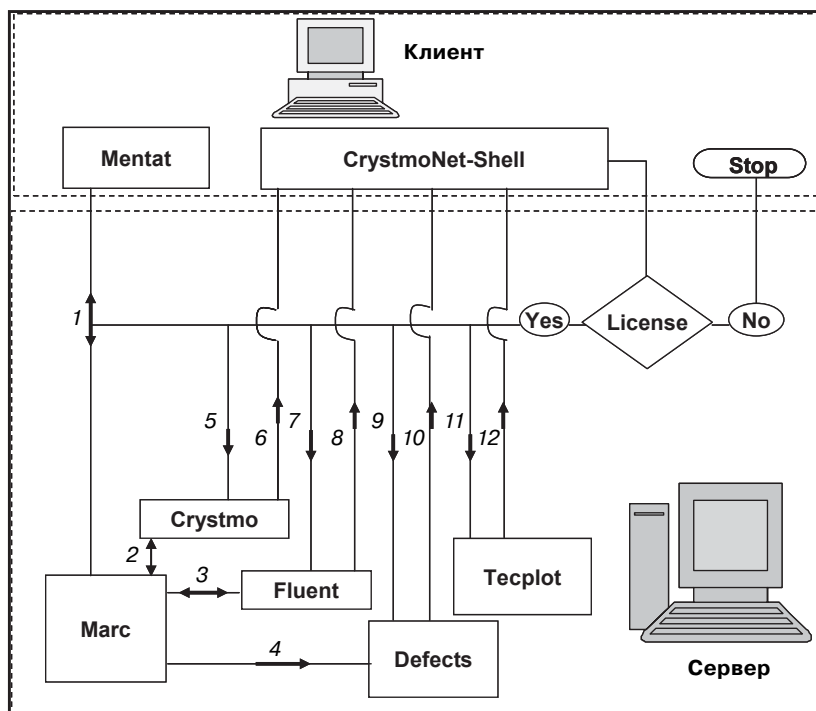 Клиент
Mentat
CrystmoNet-Shell
Stop
1
Yes
License
No
5
6
7
8
9
10
11
12
Crystmo
2
3
Fluent
Tecplot
Marc
4
Defects
Сервер